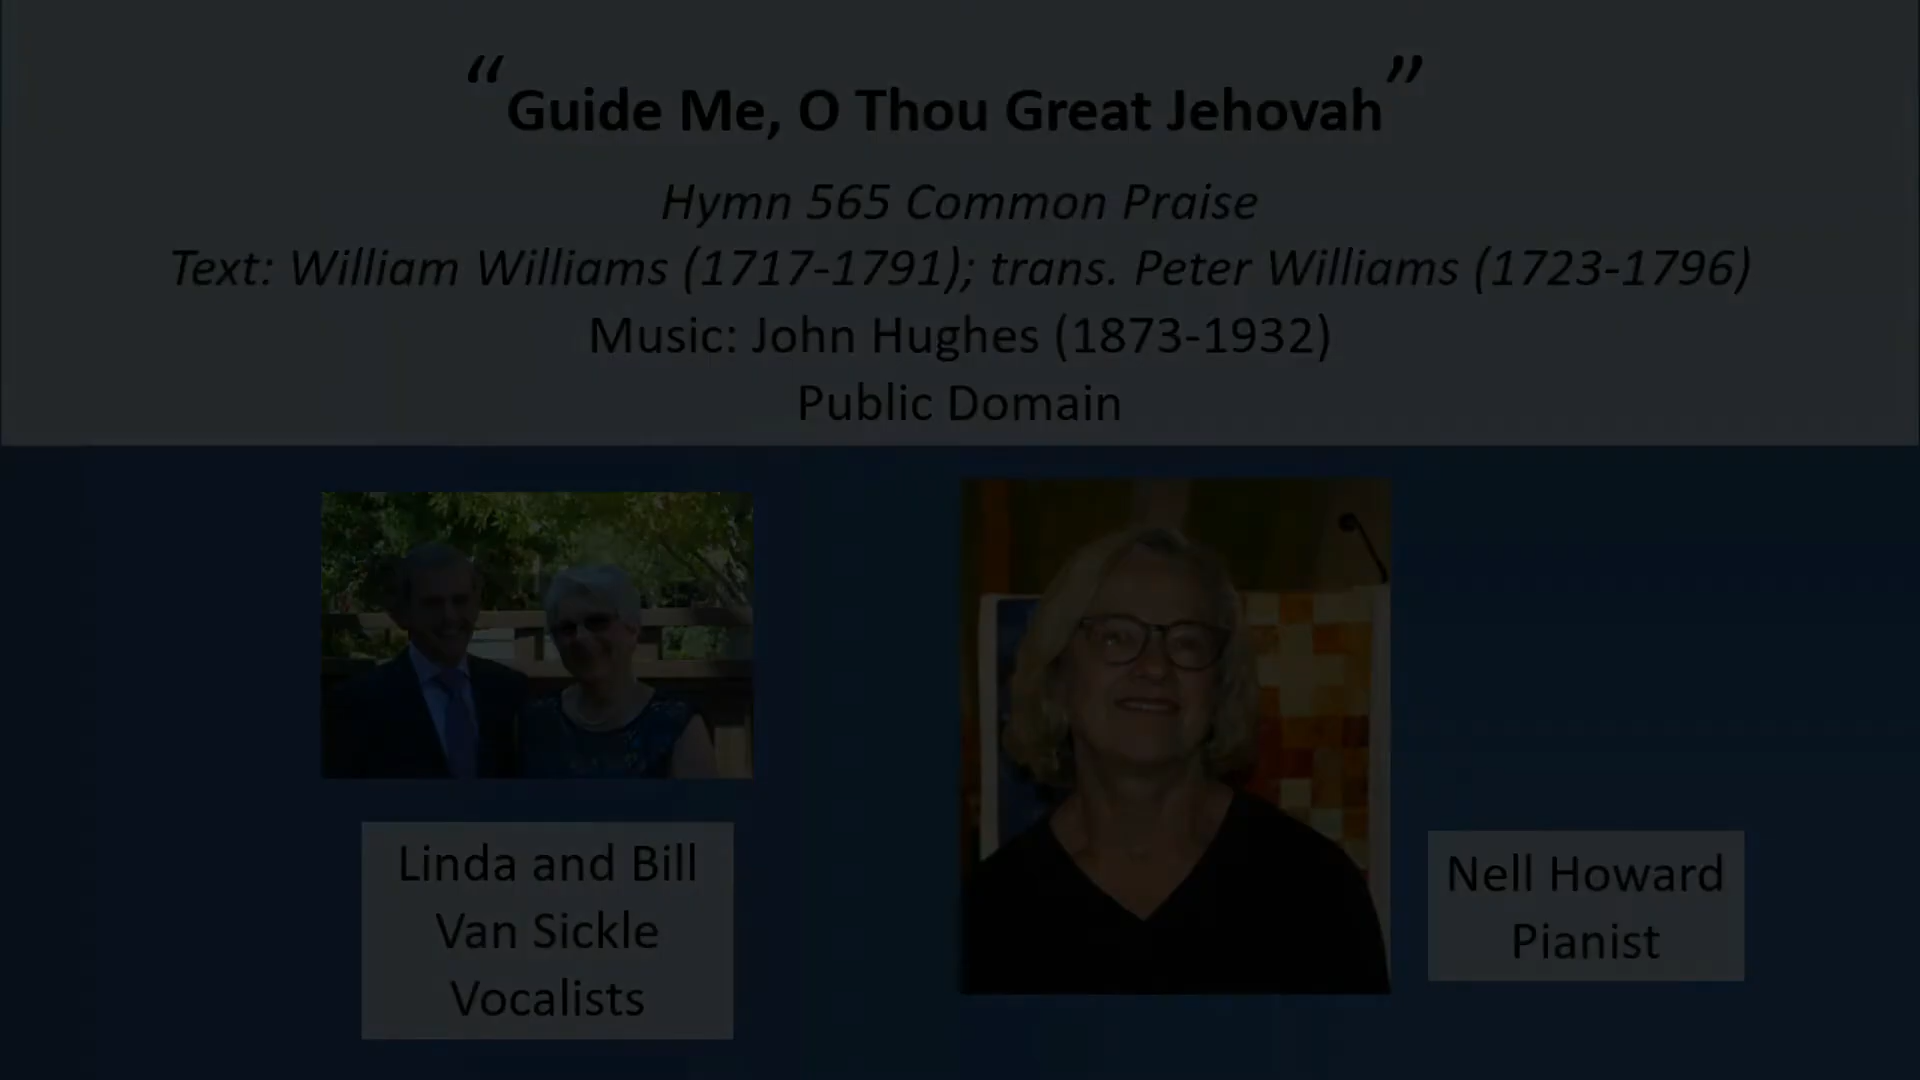 “Guide Me, O Thou Great Jehovah”
Hymn 565 Common Praise
Text: William Williams (1717-1791); trans. Peter Williams (1723-1796)
Music: John Hughes (1873-1932)
Public Domain
Linda and Bill
Van Sickle
Vocalists
Nell Howard
Pianist